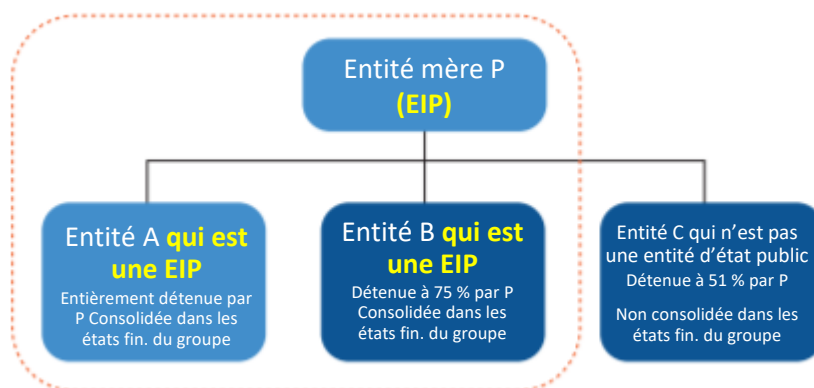 Entité mère P
(EIP)
Entité A qui est
une EIP
Entièrement détenue par
P Consolidée dans les
états fin. du groupe
Entité B qui est
une EIP
Détenue à 75 % par P
Consolidée dans les
états fin. du groupe
Entité C qui n’est pas
une entité d’état public
Détenue à 51 % par P
Non consolidée dans les
états fin. du groupe